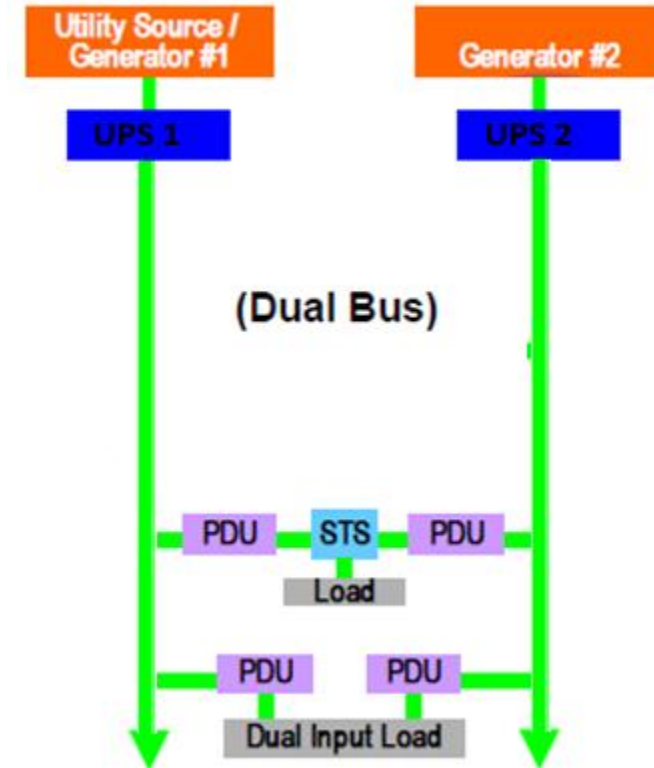 Utility Source /
Generator #1
Generator #2
UPS 1
UPS 2
(Dual Bus)
PDU
STS
PDU
Load
PDU
PDU
Dual Input Load